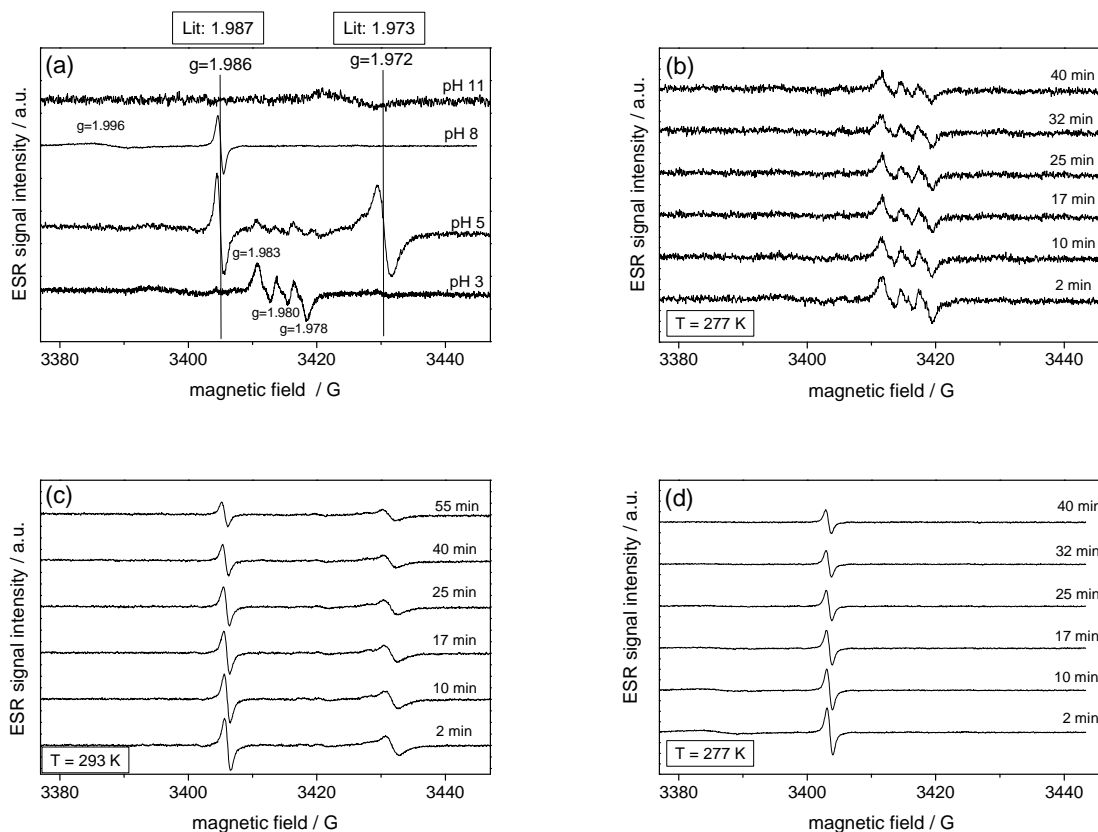 Lit: 1.987 Lit: 1.973
(a)
g=1.986 g=1.972
pH 11
g=1.996
pH 8
pH 5
g=1.983
pH 3
g=1.980
g=1.978
3380 3400 3420 3440
magnetic field / G
ESR signal intensity / a.u.
(b)
40 min
32 min
25 min
17 min
10 min
2 min
T = 277 K
3380 3400 3420 3440
magnetic field / G
ESR signal intensity / a.u.
(c)
55 min
40 min
25 min
17 min
10 min
2 min
T = 293 K
3380 3400 3420 3440
magnetic field / G
ESR signal intensity / a.u.
(d)
40 min
32 min
25 min
17 min
10 min
2 min
T = 277 K
3380 3400 3420 3440
magnetic field / G
ESR signal intensity / a.u.